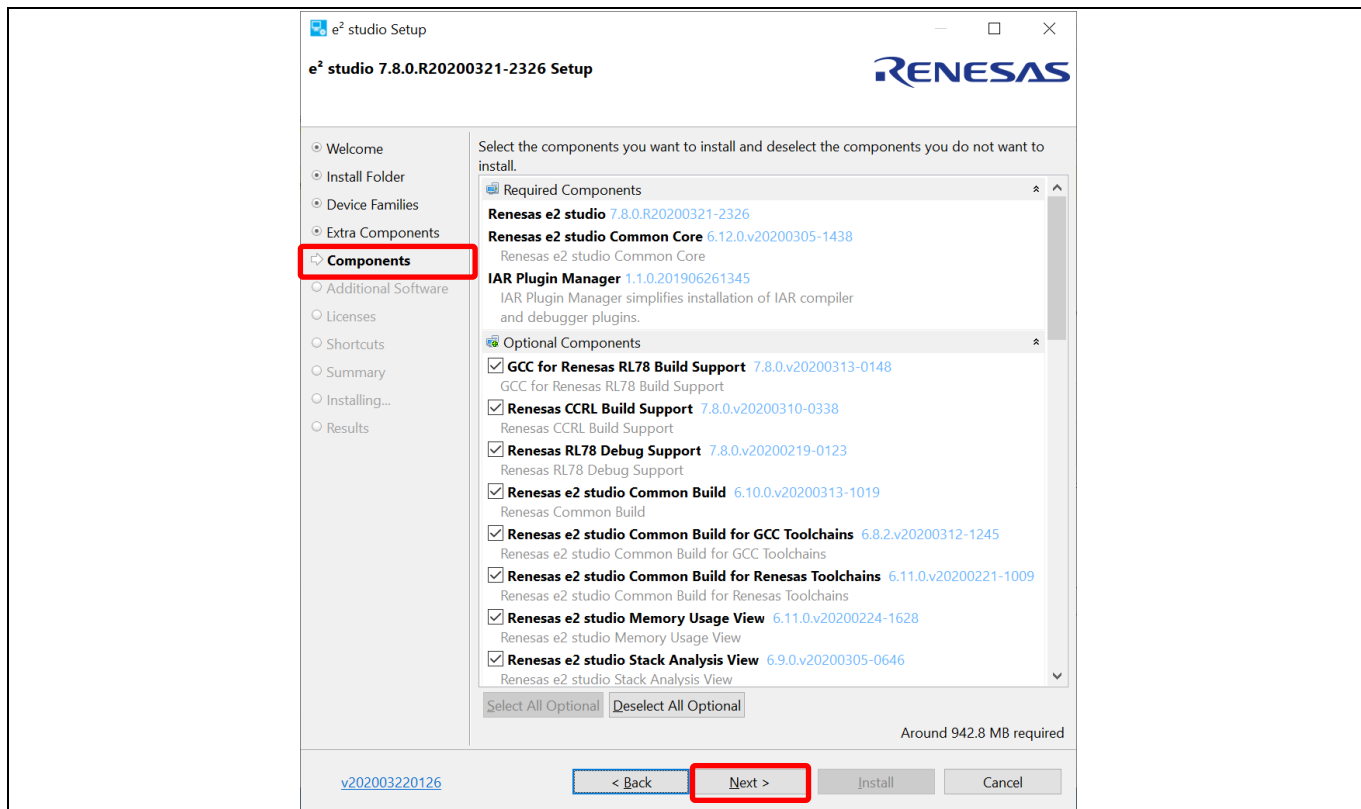 e² studio Setup
e² studio 7.8.0.R20200321-2326 Setup
RENESAS
Welcome
Install Folder
Device Families
Extra Components
Components
Additional Software
Licenses
Shortcuts
Summary
Installing...
Results
Select the components you want to install and deselect the components you do not want to
install.
Required Components
Renesas e2 studio 7.8.0.R20200321-2326
Renesas e2 studio Common Core 6.12.0.v20200305-1438
Renesas e2 studio Common Core
IAR Plugin Manager 1.1.0.201906261345
IAR Plugin Manager simplifies installation of IAR compiler
and debugger plugins.
Optional Components
GCC for Renesas RL78 Build Support 7.8.0.v20200313-0148
GCC for Renesas RL78 Build Support
Renesas CCRL Build Support 7.8.0.v20200310-0338
Renesas CCRL Build Support
Renesas RL78 Debug Support 7.8.0.v20200219-0123
Renesas RL78 Debug Support
Renesas e2 studio Common Build 6.10.0.v20200313-1019
Renesas Common Build
Renesas e2 studio Common Build for GCC Toolchains 6.8.2.v20200312-1245
Renesas e2 studio Common Build for GCC Toolchains
Renesas e2 studio Common Build for Renesas Toolchains 6.11.0.v20200221-1009
Renesas e2 studio Common Build for Renesas Toolchains
Renesas e2 studio Memory Usage View 6.11.0.v20200224-1628
Renesas e2 studio Memory Usage View
Renesas e2 studio Stack Analysis View 6.9.0.v20200305-0646
Renesas e2 studio Stack Analysis View
Select All Optional Deselect All Optional
Around 942.8 MB required
v202003220126
< Back Next > Install Cancel